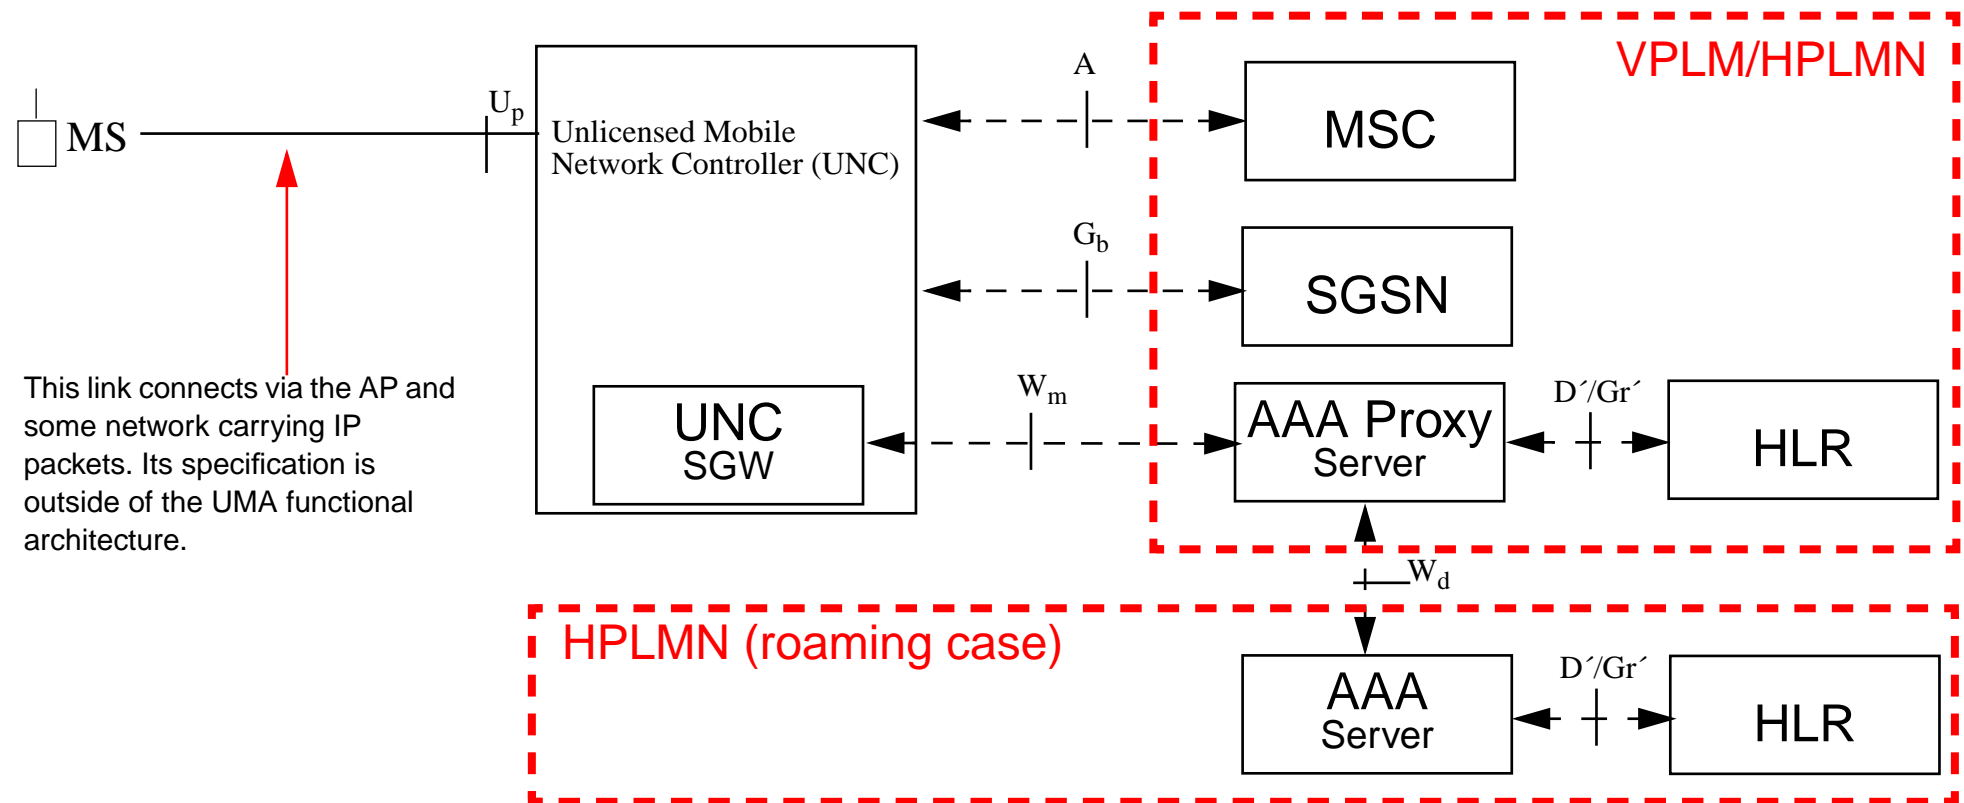 VPLM/HPLMN
A
MSC
MS
Up
Unlicensed Mobile
Network Controller (UNC)
Gb
SGSN
This link connects via the AP and
some network carrying IP
packets. Its specification is
outside of the UMA functional
architecture.
UNC
SGW
Wm
AAA Proxy
Server
D´/Gr´
HLR
Wd
HPLMN (roaming case)
AAA
Server
D´/Gr´
HLR